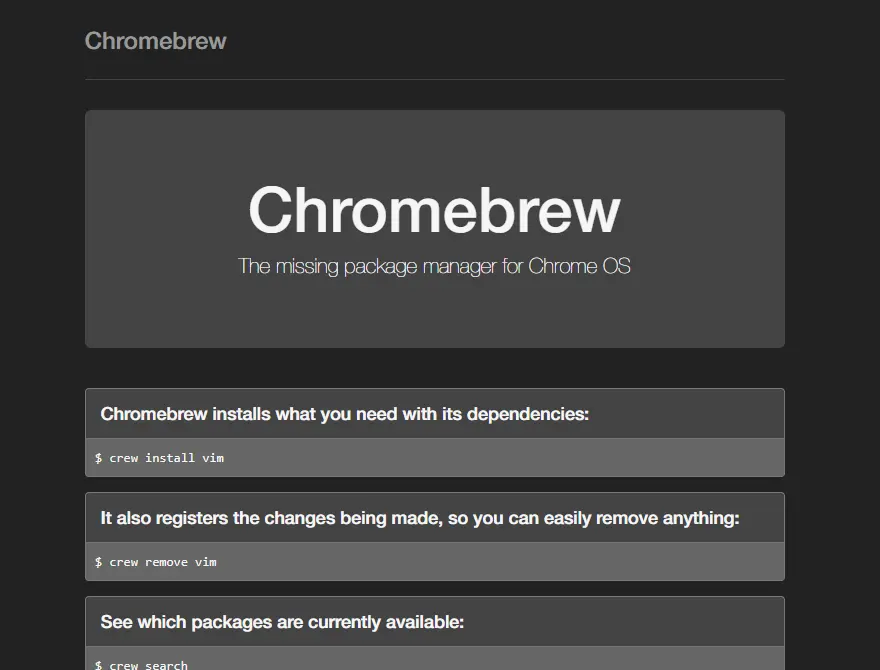 Chromebrew
Chromebrew
The missing package manager for Chrome OS
Chromebrew installs what you need with its dependencies:
$ crew install vim
It also registers the changes being made, so you can easily remove anything:
$ crew remove vim
See which packages are currently available:
$ crew search